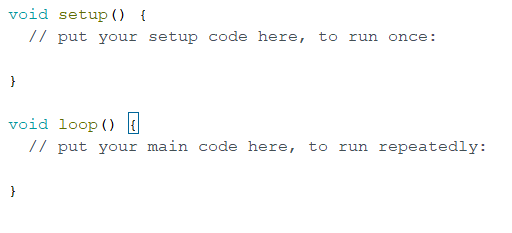 void setup() {
  // put your setup code here, to run once:

}

void loop() {
  // put your main code here, to run repeatedly:

}